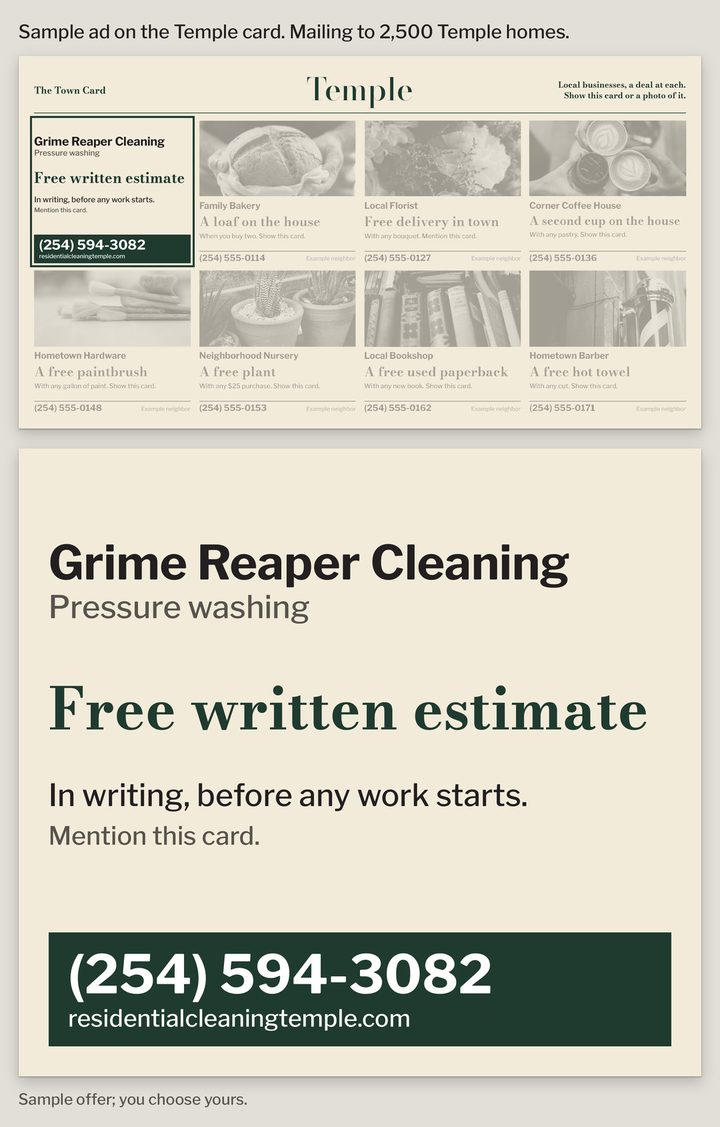 Sample ad on the Temple card. Mailing to 2,500 Temple homes.
The Town Card
Temple
Local businesses, a deal at each.
Show this card or a photo of it.
Grime Reaper Cleaning
Pressure washing
Free written estimate
In writing, before any work starts.
Mention this card.
(254) 594-3082
residentialcleaningtemple.com
Family Bakery
A loaf on the house
When you buy two. Show this card.
(254) 555-0114
Example neighbor
Local Florist
Free delivery in town
With any bouquet. Mention this card.
(254) 555-0127
Example neighbor
Corner Coffee House
A second cup on the house
With any pastry. Show this card.
(254) 555-0136
Example neighbor
Hometown Hardware
A free paintbrush
With any gallon of paint. Show this card.
(254) 555-0148
Example neighbor
Neighborhood Nursery
A free plant
With any $25 purchase. Show this card.
(254) 555-0153
Example neighbor
Local Bookshop
A free used paperback
With any new book. Show this card.
(254) 555-0162
Example neighbor
Hometown Barber
A free hot towel
With any cut. Show this card.
(254) 555-0171
Example neighbor
Grime Reaper Cleaning
Pressure washing
Free written estimate
In writing, before any work starts.
Mention this card.
(254) 594-3082
residentialcleaningtemple.com
Sample offer; you choose yours.